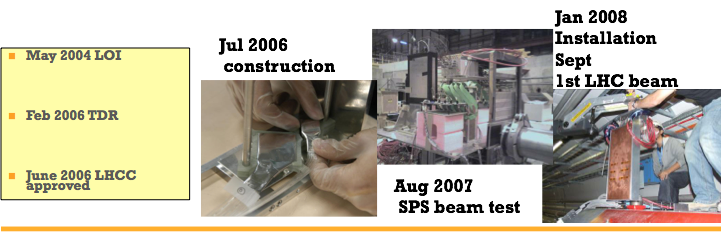 May 2004 LOI
Feb 2006 TDR
June 2006 LHCC
approved
Jul 2006
construction
Aug 2007
SPS beam test
Jan 2008
Installation
Sept
1st LHC beam